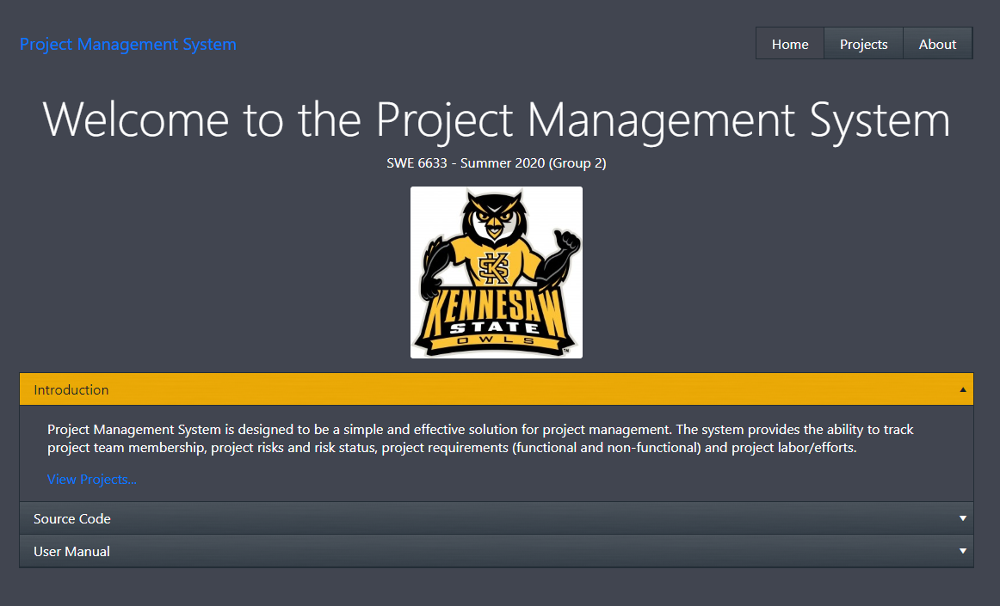 Project Management System
Home
Projects
About
Welcome to the Project Management System
SWE 6633 - Summer 2020 (Group 2)
KS
KENNESAW
STATE
OWLS
TM
Introduction
Project Management System is designed to be a simple and effective solution for project management. The system provides the ability to track
project team membership, project risks and risk status, project requirements (functional and non-functional) and project labor/efforts.
View Projects...
Source Code
User Manual